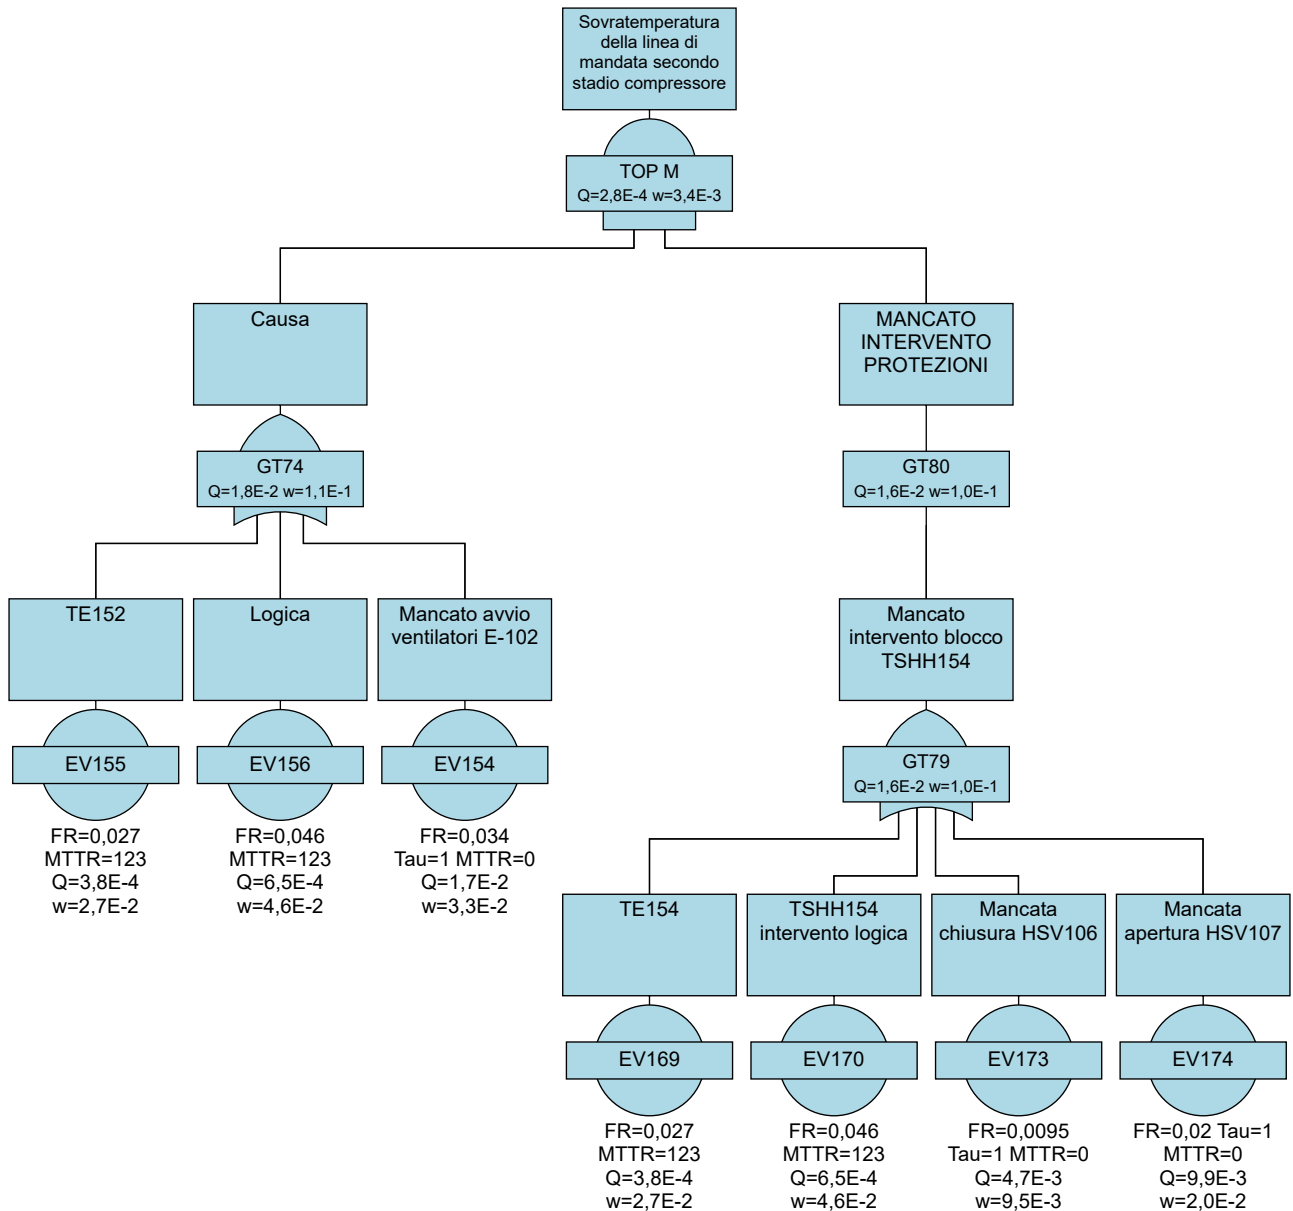 Sovratemperatura
della linea di
mandata secondo
stadio compressore
TOP M
Q=2,8E-4 w=3,4E-3
Causa
GT74
Q=1,8E-2 w=1,1E-1
TE152
EV155
FR=0,027
MTTR=123
Q=3,8E-4
w=2,7E-2
Logica
EV156
FR=0,046
MTTR=123
Q=6,5E-4
w=4,6E-2
Mancato avvio
ventilatori E-102
EV154
FR=0,034
Tau=1 MTTR=0
Q=1,7E-2
w=3,3E-2
MANCATO
INTERVENTO
PROTEZIONI
GT80
Q=1,6E-2 w=1,0E-1
Mancato
intervento blocco
TSHH154
GT79
Q=1,6E-2 w=1,0E-1
TE154
EV169
FR=0,027
MTTR=123
Q=3,8E-4
w=2,7E-2
TSHH154
intervento logica
EV170
FR=0,046
MTTR=123
Q=6,5E-4
w=4,6E-2
Mancata
chiusura HSV106
EV173
FR=0,0095
Tau=1 MTTR=0
Q=4,7E-3
w=9,5E-3
Mancata
apertura HSV107
EV174
FR=0,02 Tau=1
MTTR=0
Q=9,9E-3
w=2,0E-2